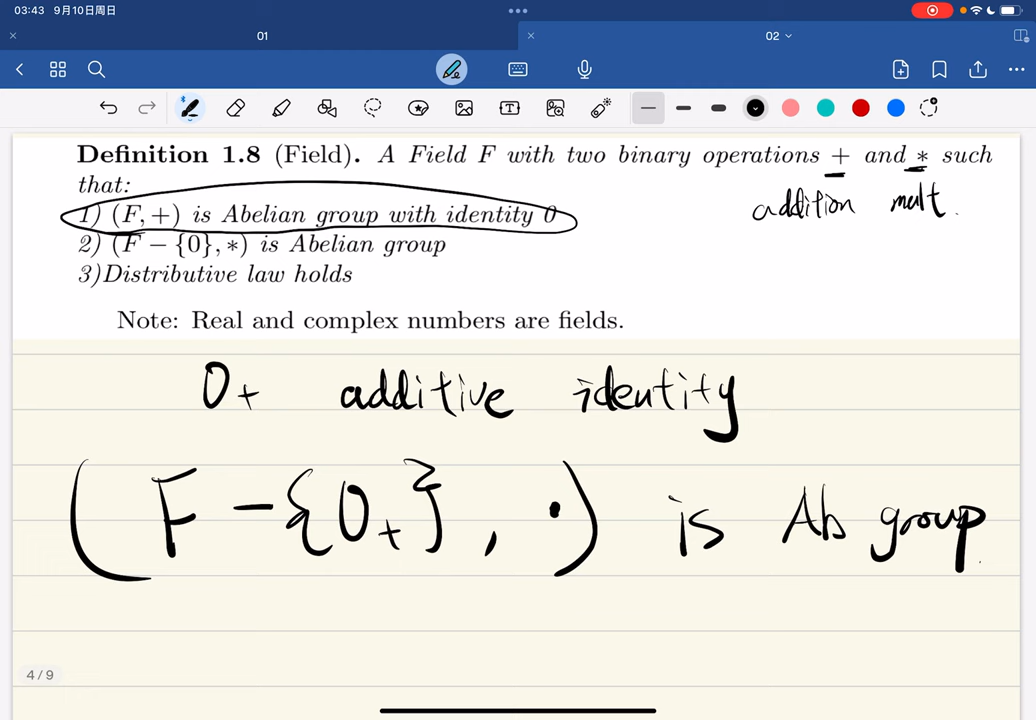 03:43 9月10日周日
01
02
Definition 1.8 (Field). A Field F with two binary operations + and * such
that:
addition mult.
1) (F, +) is Abelian group with identity 0
2) (F − {0}, *) is Abelian group
3)Distributive law holds
Note: Real and complex numbers are fields.
0+ additive identity
(F − {0+}, ·) is Ab group
4 / 9